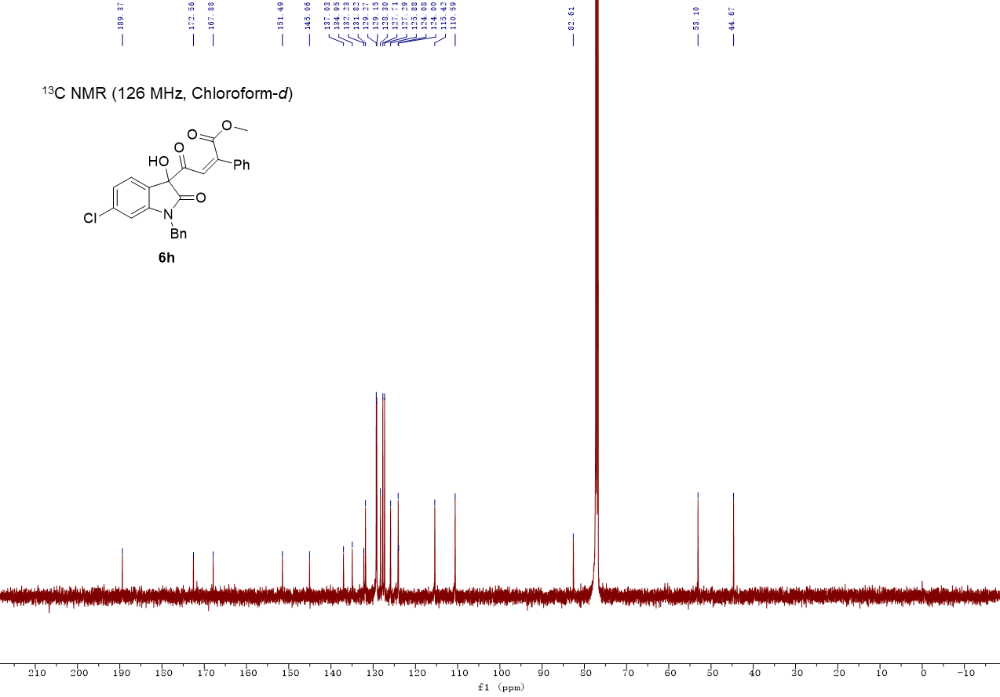 189.37
172.56
167.88
151.49
145.06
137.03
134.95
132.23
131.82
129.27
129.15
128.30
127.71
127.29
125.88
124.08
124.00
115.42
110.59
82.61
53.10
44.67
¹³C NMR (126 MHz, Chloroform-d)
O
O
O
HO
Ph
O
Cl
N
Bn
6h
210 200 190 180 170 160 150 140 130 120 110 100 90 80 70 60 50 40 30 20 10 0 -10
f1 (ppm)